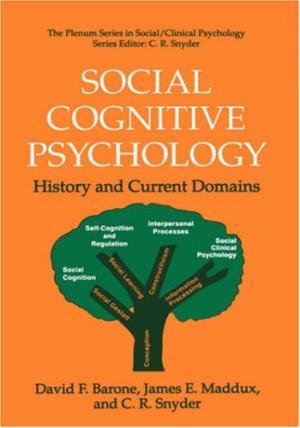 The Plenum Series in Social/Clinical Psychology
Series Editor: C. R. Snyder
SOCIAL
COGNITIVE
PSYCHOLOGY
History and Current Domains
Self-Cognition
and
Regulation
Interpersonal
Processes
Social
Clinical
Psychology
Social
Cognition
Social Learning
Constructivism
Information
Processing
Social Gestalt
Conception
David F. Barone, James E. Maddux,
and C. R. Snyder